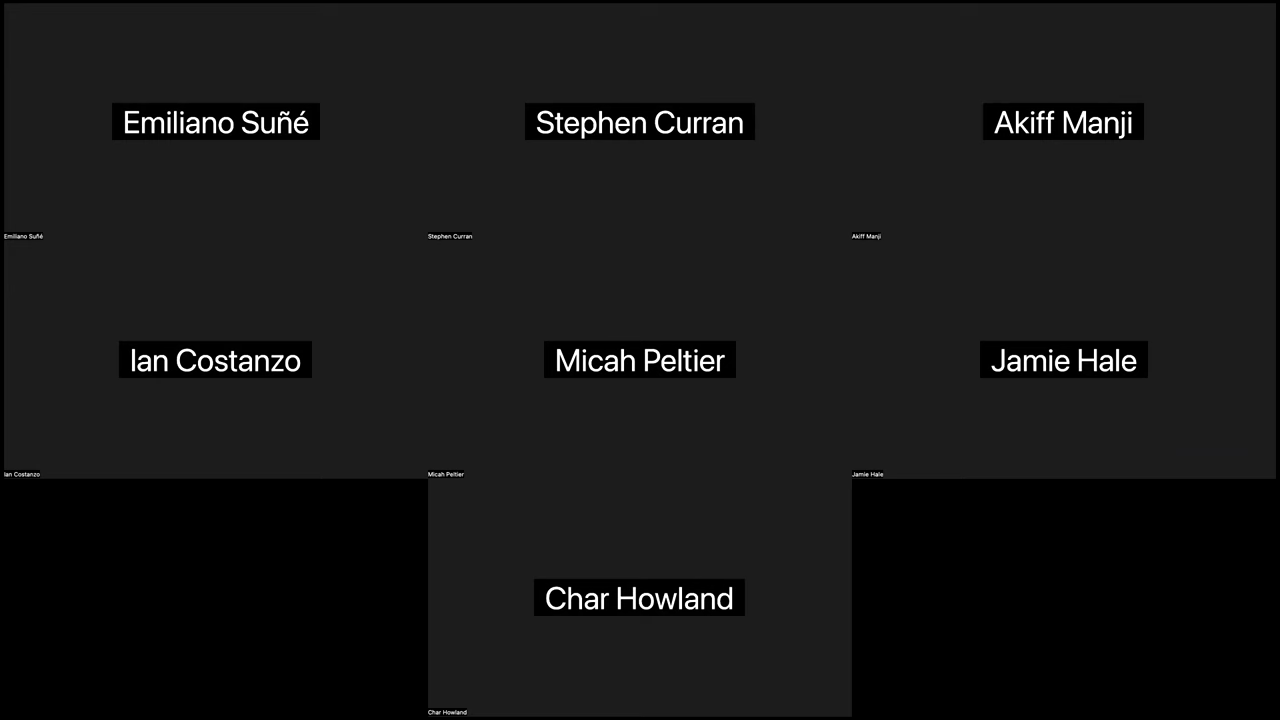 Emiliano Suñé
Stephen Curran
Akiff Manji
Emiliano Suñé
Stephen Curran
Akiff Manji
Ian Costanzo
Micah Peltier
Jamie Hale
Ian Costanzo
Micah Peltier
Jamie Hale
Char Howland
Char Howland